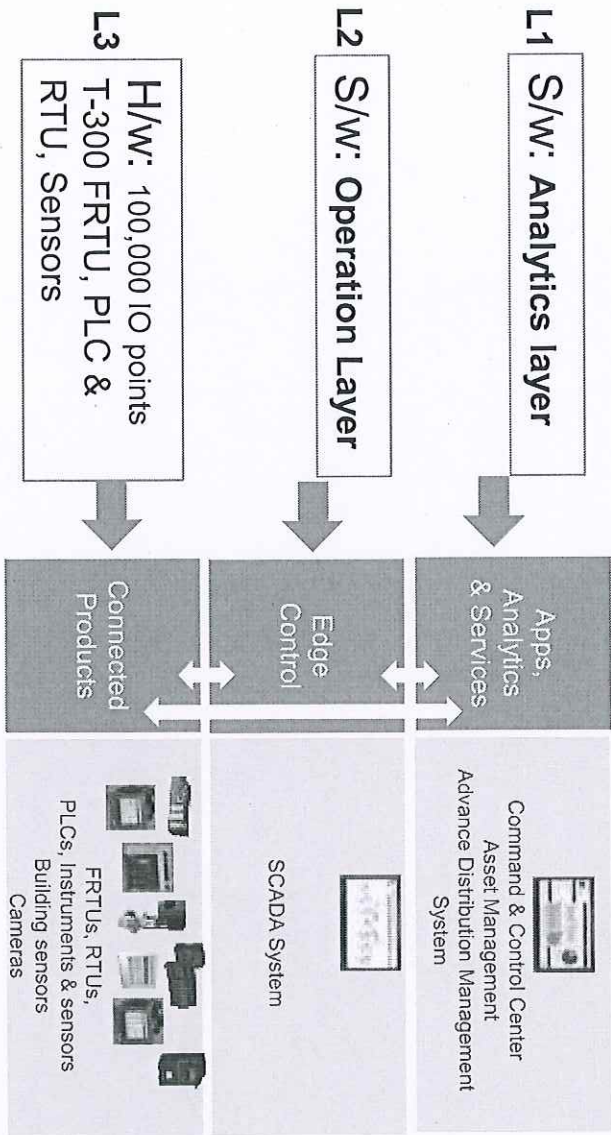 L1
S/w: Analytics layer
Apps,
Analytics
& Services
Command & Control Center
Asset Management
Advance Distribution Management
System
L2
S/w: Operation Layer
Edge
Control
SCADA System
L3
H/w: 100,000 IO points
T-300 FRTU, PLC &
RTU, Sensors
Connected
Products
FRTUs, RTUs,
PLCs, Instruments & sensors
Building sensors
Cameras